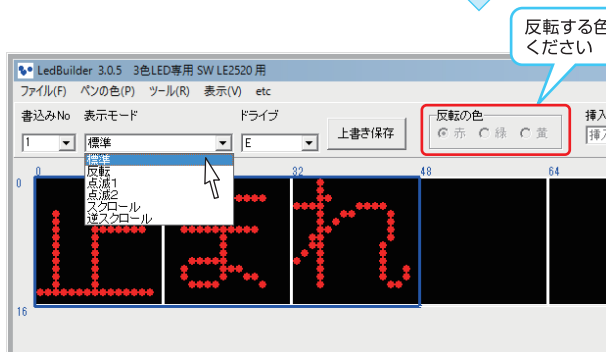 反転する色
ください
LedBuilder 3.0.5 3色LED専用 SW LE2520 用
ファイル(F) ペンの色(P) ツール(R) 表示(V) etc
書込みNo 表示モード ドライブ 反転の色 挿入
1 標準 E 上書き保存 赤 緑 黄 挿入
標準
反転
点滅1
点滅2
スクロール
逆スクロール
0 32 48 64
0
止まれ
16